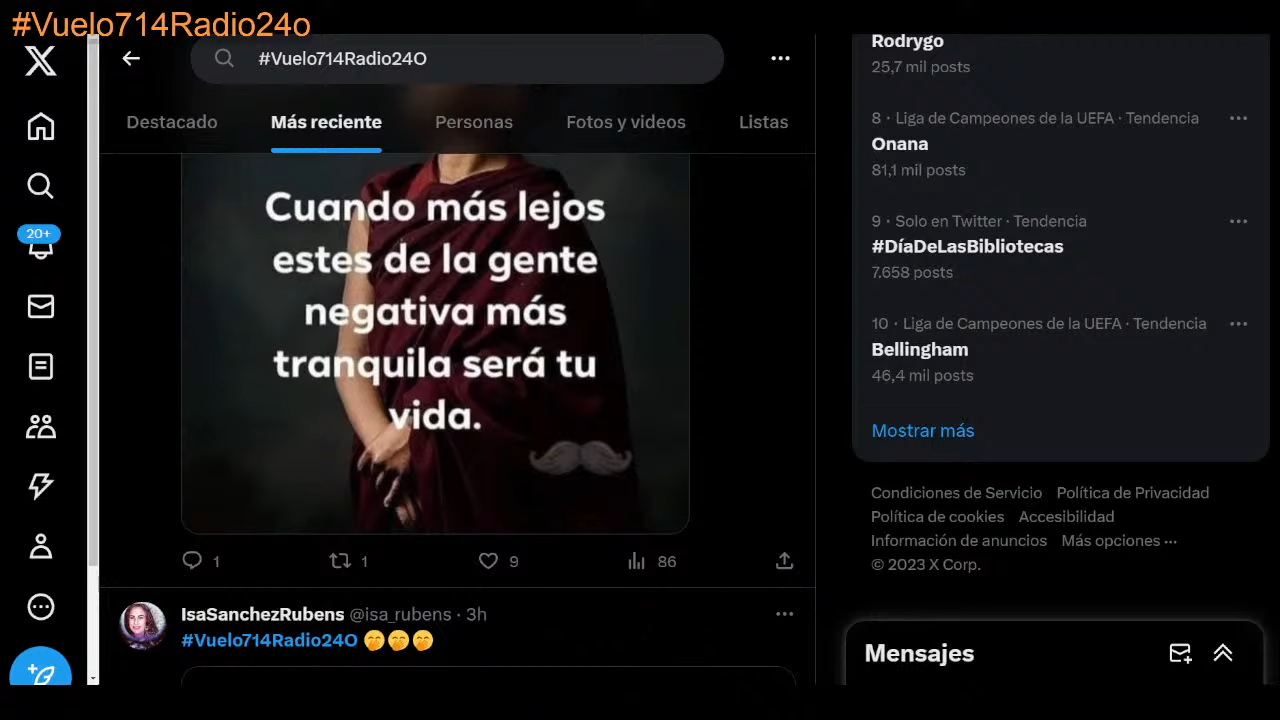 #Vuelo714Radio24o
#Vuelo714Radio24O
Destacado
Más reciente
Personas
Fotos y videos
Listas
20+
Cuando más lejos
estes de la gente
negativa más
tranquila será tu
vida.
1
1
9
86
IsaSanchezRubens @isa_rubens · 3h
#Vuelo714Radio24O 🤭🤭🤭
Rodrygo
25,7 mil posts
8 · Liga de Campeones de la UEFA · Tendencia
Onana
81,1 mil posts
9 · Solo en Twitter · Tendencia
#DíaDeLasBibliotecas
7.658 posts
10 · Liga de Campeones de la UEFA · Tendencia
Bellingham
46,4 mil posts
Mostrar más
Condiciones de Servicio Política de Privacidad
Política de cookies Accesibilidad
Información de anuncios Más opciones ···
© 2023 X Corp.
Mensajes